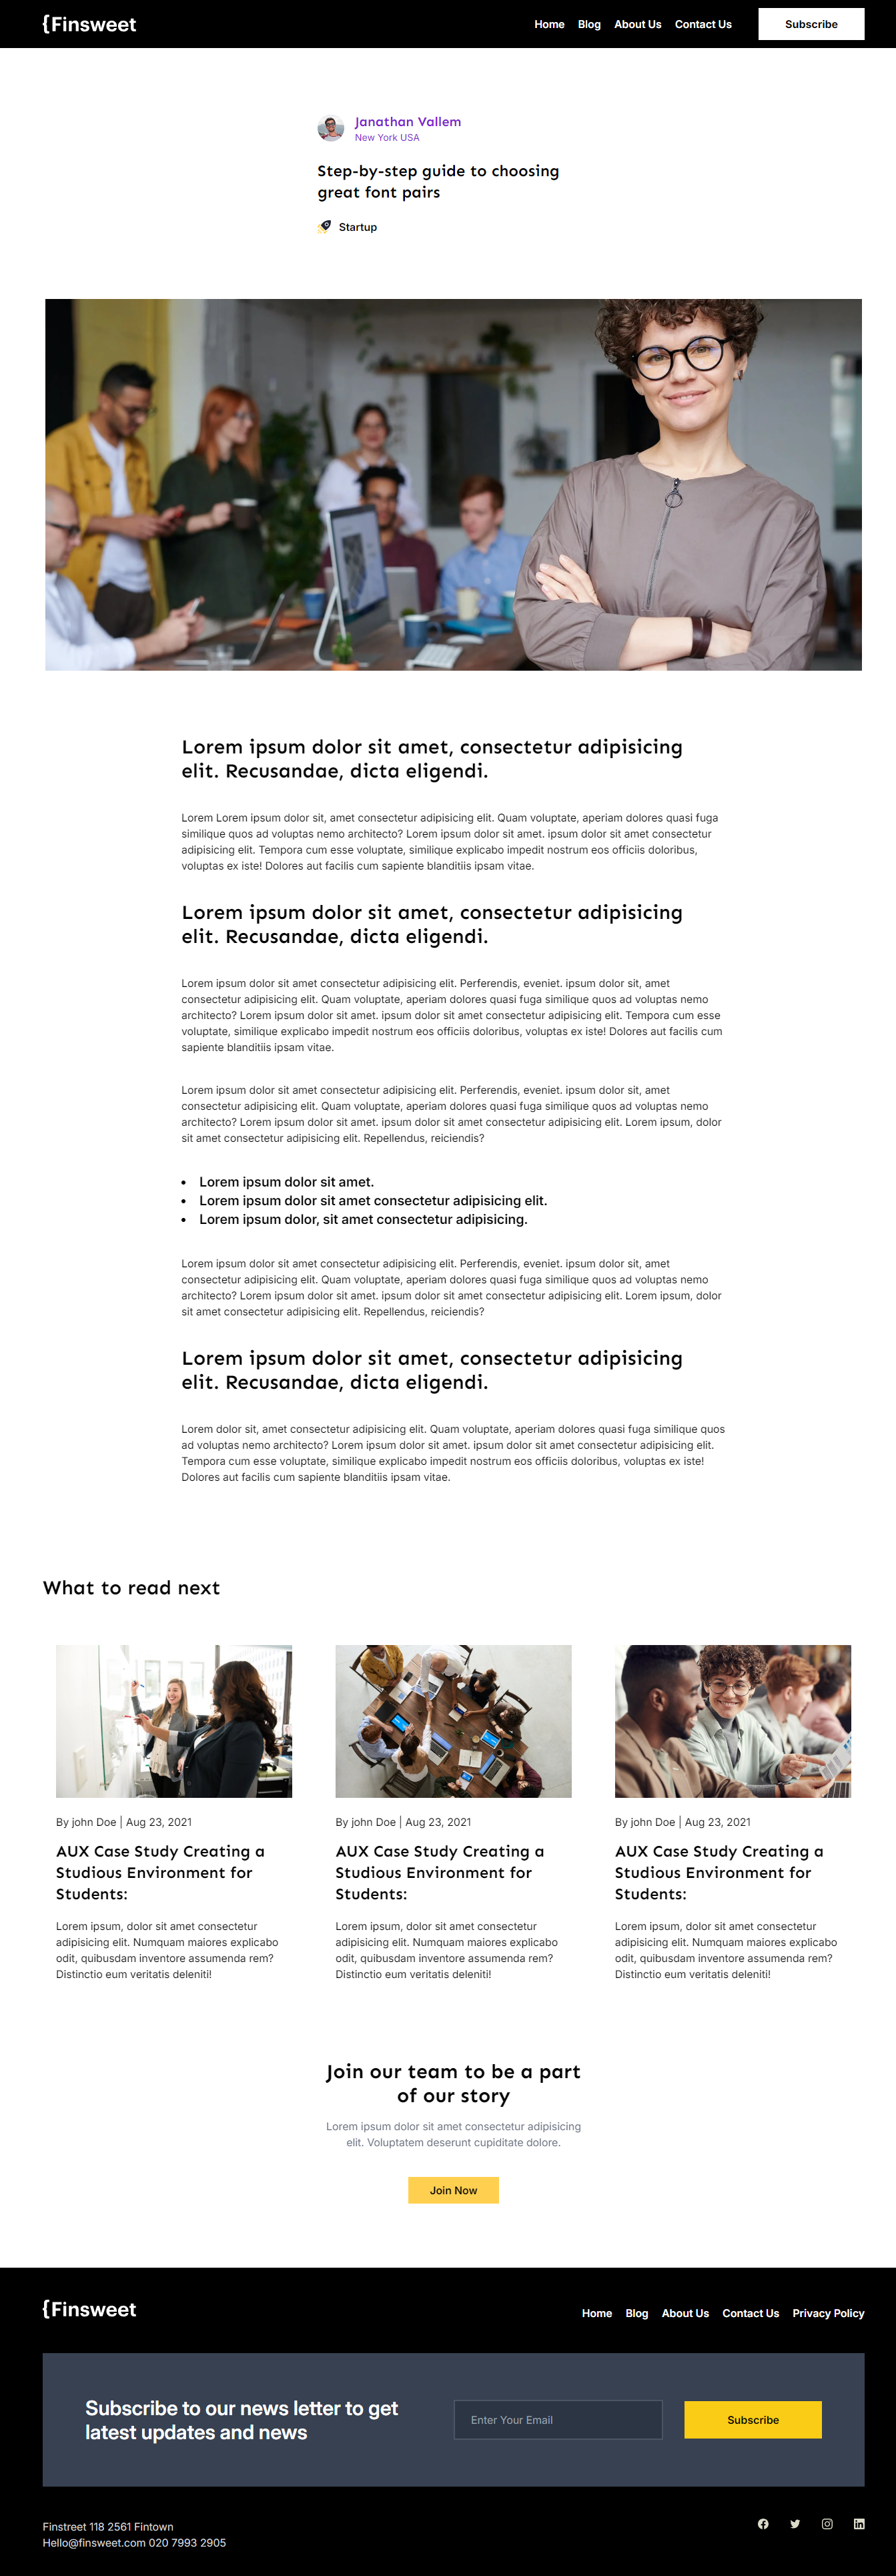 {Finsweet
Home Blog About Us Contact Us Subscribe
Janathan Vallem
New York USA
Step-by-step guide to choosing
great font pairs
Startup
Lorem ipsum dolor sit amet, consectetur adipisicing
elit. Recusandae, dicta eligendi.
Lorem Lorem ipsum dolor sit, amet consectetur adipisicing elit. Quam voluptate, aperiam dolores quasi fuga
similique quos ad voluptas nemo architecto? Lorem ipsum dolor sit amet. ipsum dolor sit amet consectetur
adipisicing elit. Tempora cum esse voluptate, similique explicabo impedit nostrum eos officiis doloribus,
voluptas ex iste! Dolores aut facilis cum sapiente blanditiis ipsam vitae.
Lorem ipsum dolor sit amet, consectetur adipisicing
elit. Recusandae, dicta eligendi.
Lorem ipsum dolor sit amet consectetur adipisicing elit. Perferendis, eveniet. ipsum dolor sit, amet
consectetur adipisicing elit. Quam voluptate, aperiam dolores quasi fuga similique quos ad voluptas nemo
architecto? Lorem ipsum dolor sit amet. ipsum dolor sit amet consectetur adipisicing elit. Tempora cum esse
voluptate, similique explicabo impedit nostrum eos officiis doloribus, voluptas ex iste! Dolores aut facilis cum
sapiente blanditiis ipsam vitae.
Lorem ipsum dolor sit amet consectetur adipisicing elit. Perferendis, eveniet. ipsum dolor sit, amet
consectetur adipisicing elit. Quam voluptate, aperiam dolores quasi fuga similique quos ad voluptas nemo
architecto? Lorem ipsum dolor sit amet. ipsum dolor sit amet consectetur adipisicing elit. Lorem ipsum, dolor
sit amet consectetur adipisicing elit. Repellendus, reiciendis?
• Lorem ipsum dolor sit amet.
• Lorem ipsum dolor sit amet consectetur adipisicing elit.
• Lorem ipsum dolor, sit amet consectetur adipisicing.
Lorem ipsum dolor sit amet consectetur adipisicing elit. Perferendis, eveniet. ipsum dolor sit, amet
consectetur adipisicing elit. Quam voluptate, aperiam dolores quasi fuga similique quos ad voluptas nemo
architecto? Lorem ipsum dolor sit amet. ipsum dolor sit amet consectetur adipisicing elit. Lorem ipsum, dolor
sit amet consectetur adipisicing elit. Repellendus, reiciendis?
Lorem ipsum dolor sit amet, consectetur adipisicing
elit. Recusandae, dicta eligendi.
Lorem dolor sit, amet consectetur adipisicing elit. Quam voluptate, aperiam dolores quasi fuga similique quos
ad voluptas nemo architecto? Lorem ipsum dolor sit amet. ipsum dolor sit amet consectetur adipisicing elit.
Tempora cum esse voluptate, similique explicabo impedit nostrum eos officiis doloribus, voluptas ex iste!
Dolores aut facilis cum sapiente blanditiis ipsam vitae.
What to read next
By john Doe | Aug 23, 2021
AUX Case Study Creating a
Studious Environment for
Students:
Lorem ipsum, dolor sit amet consectetur
adipisicing elit. Numquam maiores explicabo
odit, quibusdam inventore assumenda rem?
Distinctio eum veritatis deleniti!
By john Doe | Aug 23, 2021
AUX Case Study Creating a
Studious Environment for
Students:
Lorem ipsum, dolor sit amet consectetur
adipisicing elit. Numquam maiores explicabo
odit, quibusdam inventore assumenda rem?
Distinctio eum veritatis deleniti!
By john Doe | Aug 23, 2021
AUX Case Study Creating a
Studious Environment for
Students:
Lorem ipsum, dolor sit amet consectetur
adipisicing elit. Numquam maiores explicabo
odit, quibusdam inventore assumenda rem?
Distinctio eum veritatis deleniti!
Join our team to be a part
of our story
Lorem ipsum dolor sit amet consectetur adipisicing
elit. Voluptatem deserunt cupiditate dolore.
Join Now
{Finsweet
Home Blog About Us Contact Us Privacy Policy
Subscribe to our news letter to get
latest updates and news
Enter Your Email
Subscribe
Finstreet 118 2561 Fintown
Hello@finsweet.com 020 7993 2905